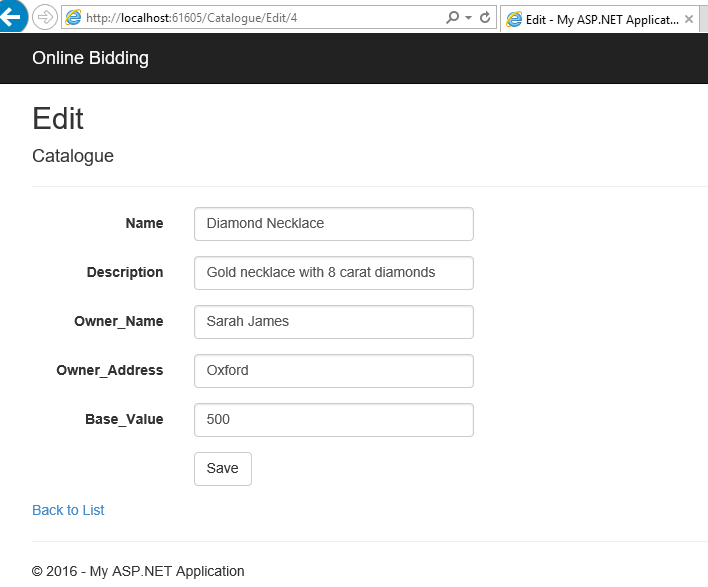 http://localhost:61605/Catalogue/Edit/4
Edit - My ASP.NET Applicat...
Online Bidding
Edit
Catalogue
Name Diamond Necklace
Description Gold necklace with 8 carat diamonds
Owner_Name Sarah James
Owner_Address Oxford
Base_Value 500
Save
Back to List
© 2016 - My ASP.NET Application